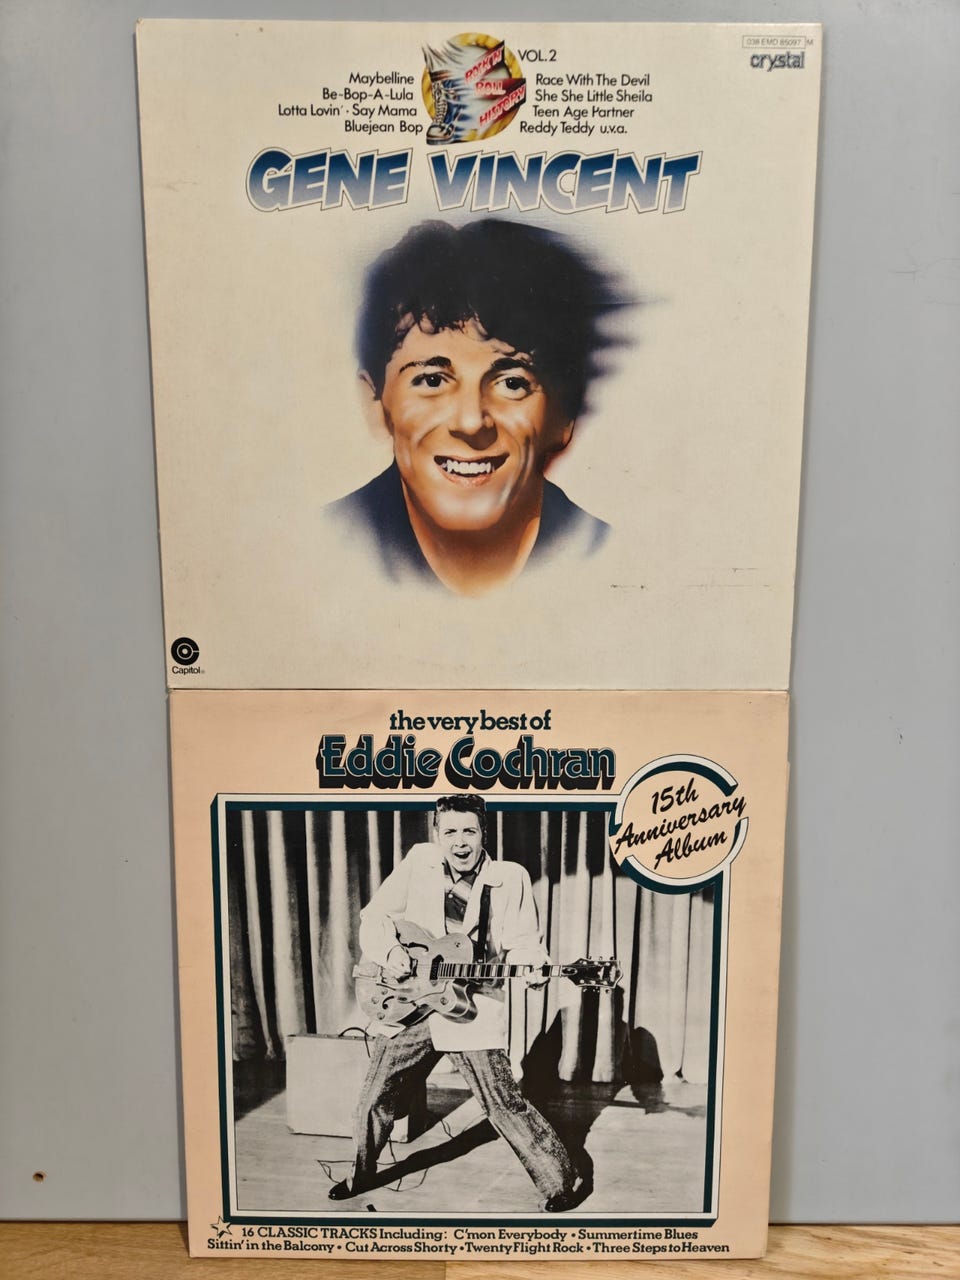 038 EMD 85097 M
crystal
ROCK'N'
ROLL
HISTORY
VOL.2
Maybelline
Be-Bop-A-Lula
Lotta Lovin' · Say Mama
Bluejean Bop
Race With The Devil
She She Little Sheila
Teen Age Partner
Reddy Teddy u.v.a.
GENE VINCENT
Capitol
the very best of
Eddie Cochran
15th
Anniversary
Album
16 CLASSIC TRACKS Including: C'mon Everybody • Summertime Blues
Sittin' in the Balcony • Cut Across Shorty • Twenty Flight Rock • Three Steps to Heaven